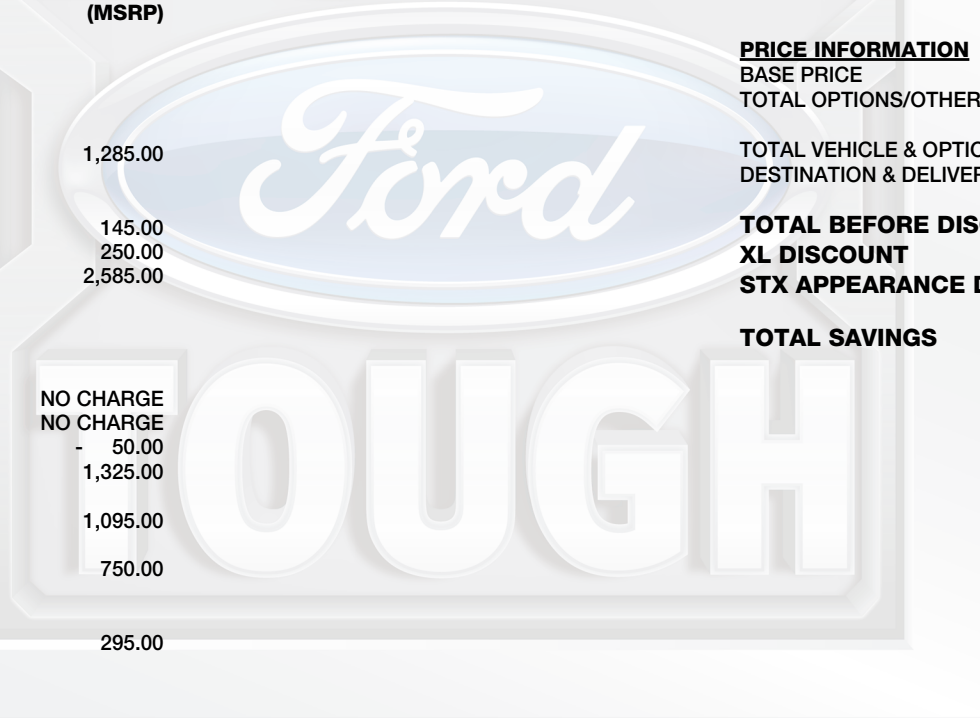 (MSRP)
1,285.00
145.00
250.00
2,585.00
NO CHARGE
NO CHARGE
- 50.00
1,325.00
1,095.00
750.00
295.00
Ford
TOUGH
PRICE INFORMATION
BASE PRICE
TOTAL OPTIONS/OTHER
TOTAL VEHICLE & OPTIO
DESTINATION & DELIVER
TOTAL BEFORE DIS
XL DISCOUNT
STX APPEARANCE D
TOTAL SAVINGS